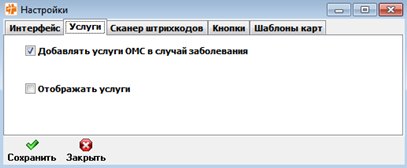 Настройки
Интерфейс Услуги Сканер штрихкодов Кнопки Шаблоны карт
Добавлять услуги ОМС в случай заболевания
Отображать услуги
Сохранить Закрыть